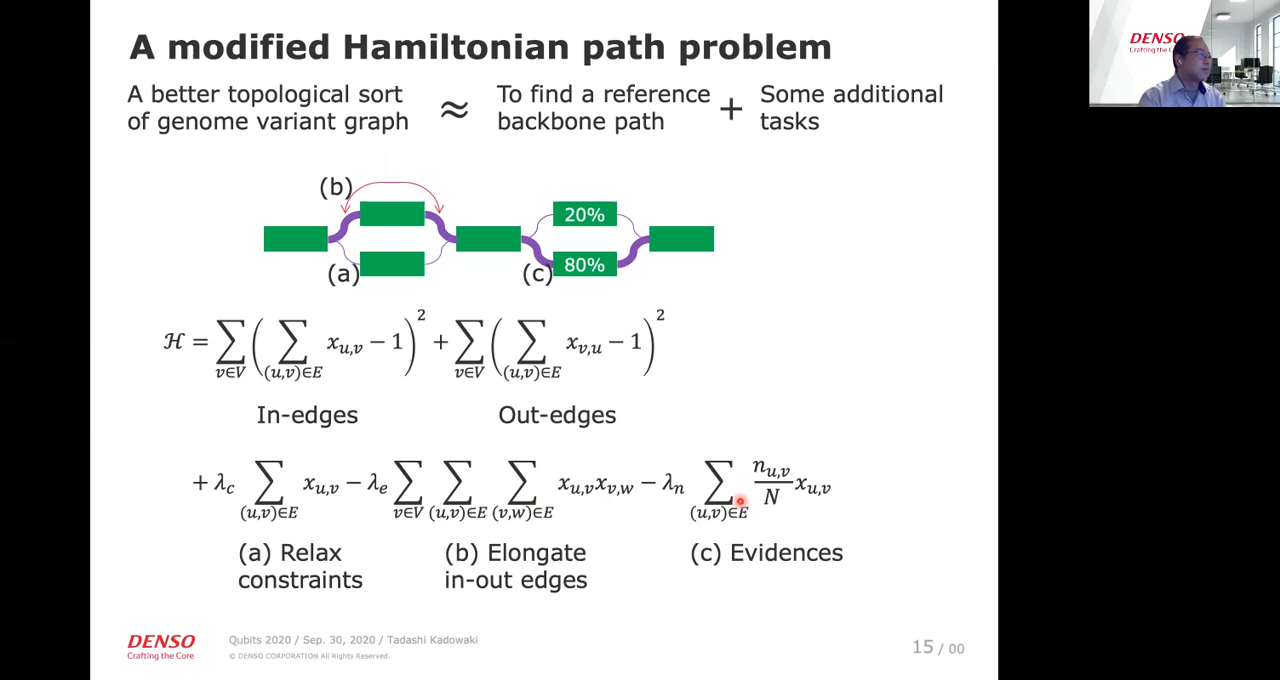 A modified Hamiltonian path problem
DENSO
Crafting the Core
A better topological sort
of genome variant graph
≈
To find a reference
backbone path
+
Some additional
tasks
(b)
20%
(a)
(c)
80%
ℋ = ∑_{v∈V} ( ∑_{(u,v)∈E} x_{u,v} − 1 )^2 + ∑_{v∈V} ( ∑_{(u,v)∈E} x_{v,u} − 1 )^2
In-edges
Out-edges
+ λ_c ∑_{(u,v)∈E} x_{u,v} − λ_e ∑_{v∈V} ∑_{(u,v)∈E} ∑_{(v,w)∈E} x_{u,v} x_{v,w} − λ_n ∑_{(u,v)∈E} n_{u,v}/N x_{u,v}
(a) Relax
constraints
(b) Elongate
in-out edges
(c) Evidences
DENSO
Crafting the Core
Qubits 2020 / Sep. 30, 2020 / Tadashi Kadowaki
© DENSO CORPORATION All Rights Reserved.
15 / 00